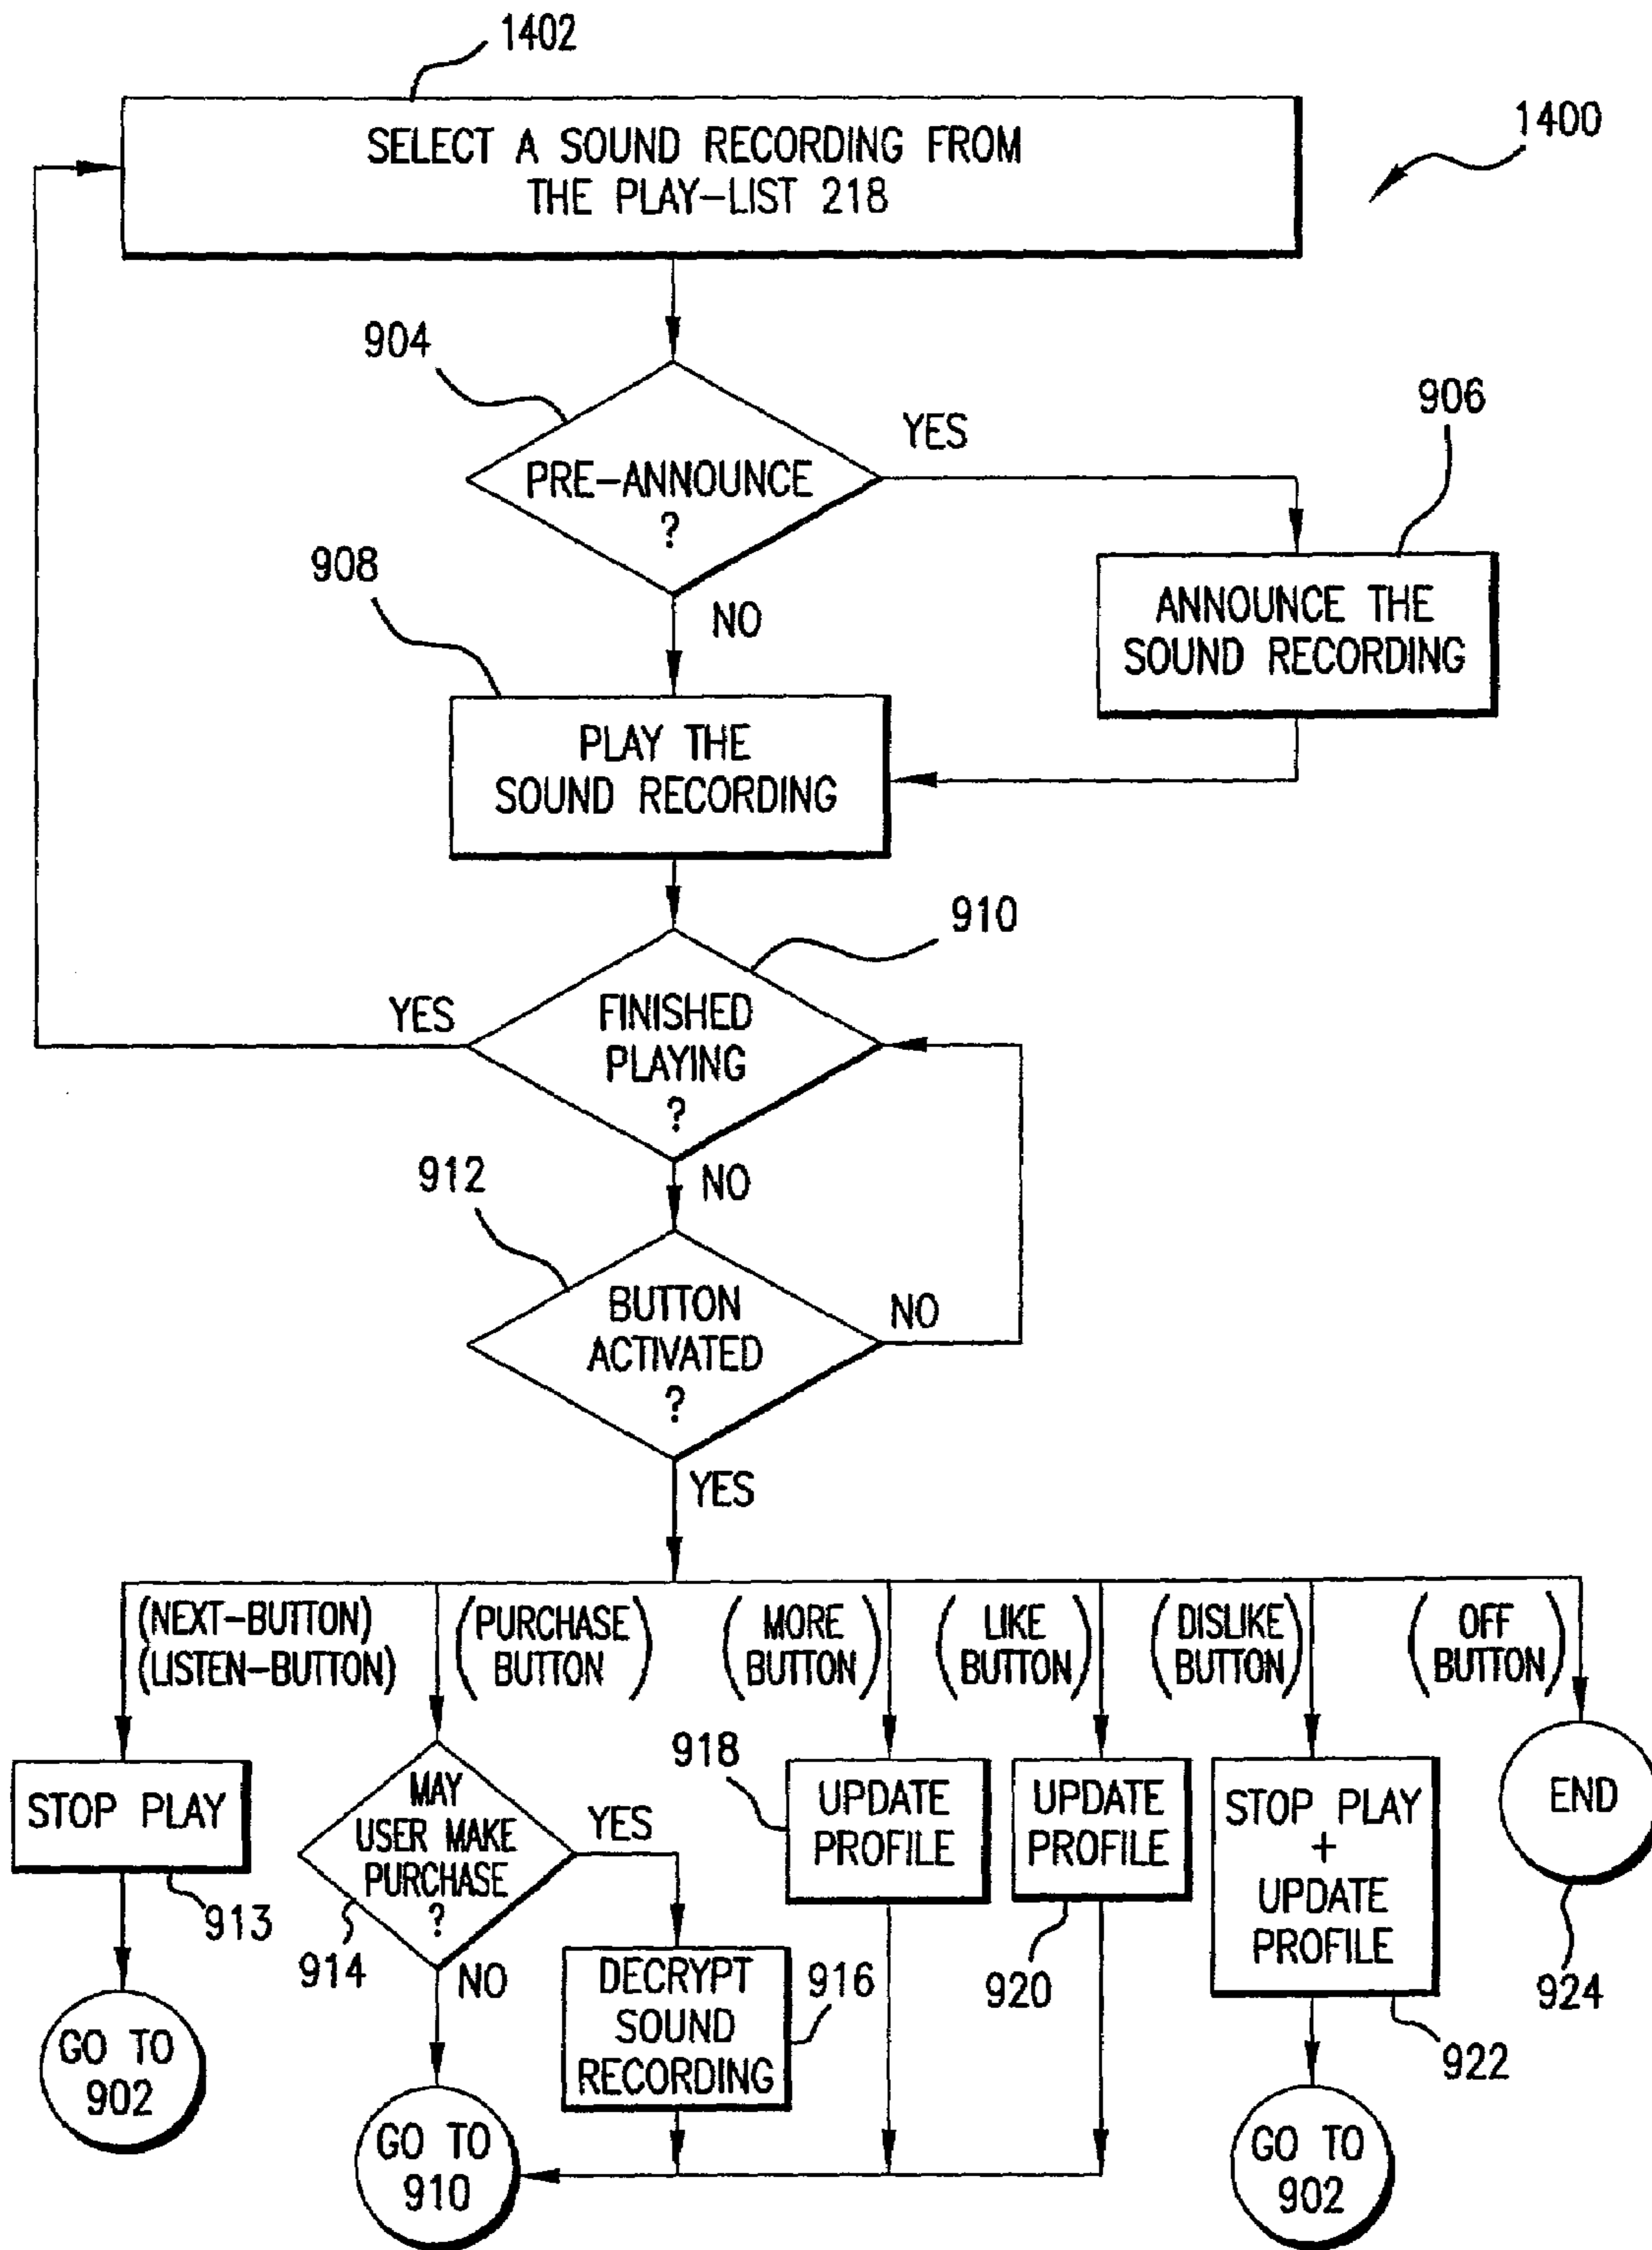 1402
1400
SELECT A SOUND RECORDING FROM
THE PLAY-LIST 218
904
PRE-ANNOUNCE
?
YES
906
NO
ANNOUNCE THE
SOUND RECORDING
908
PLAY THE
SOUND RECORDING
910
FINISHED
PLAYING
?
YES
NO
912
BUTTON
ACTIVATED
?
NO
YES
(NEXT-BUTTON)
(LISTEN-BUTTON)
(PURCHASE
BUTTON)
(MORE
BUTTON)
(LIKE
BUTTON)
(DISLIKE
BUTTON)
(OFF
BUTTON)
STOP PLAY
913
GO TO
902
MAY
USER MAKE
PURCHASE
?
914
YES
NO
DECRYPT
SOUND
RECORDING
916
GO TO
910
918
UPDATE
PROFILE
UPDATE
PROFILE
920
STOP PLAY
+
UPDATE
PROFILE
922
GO TO
902
END
924